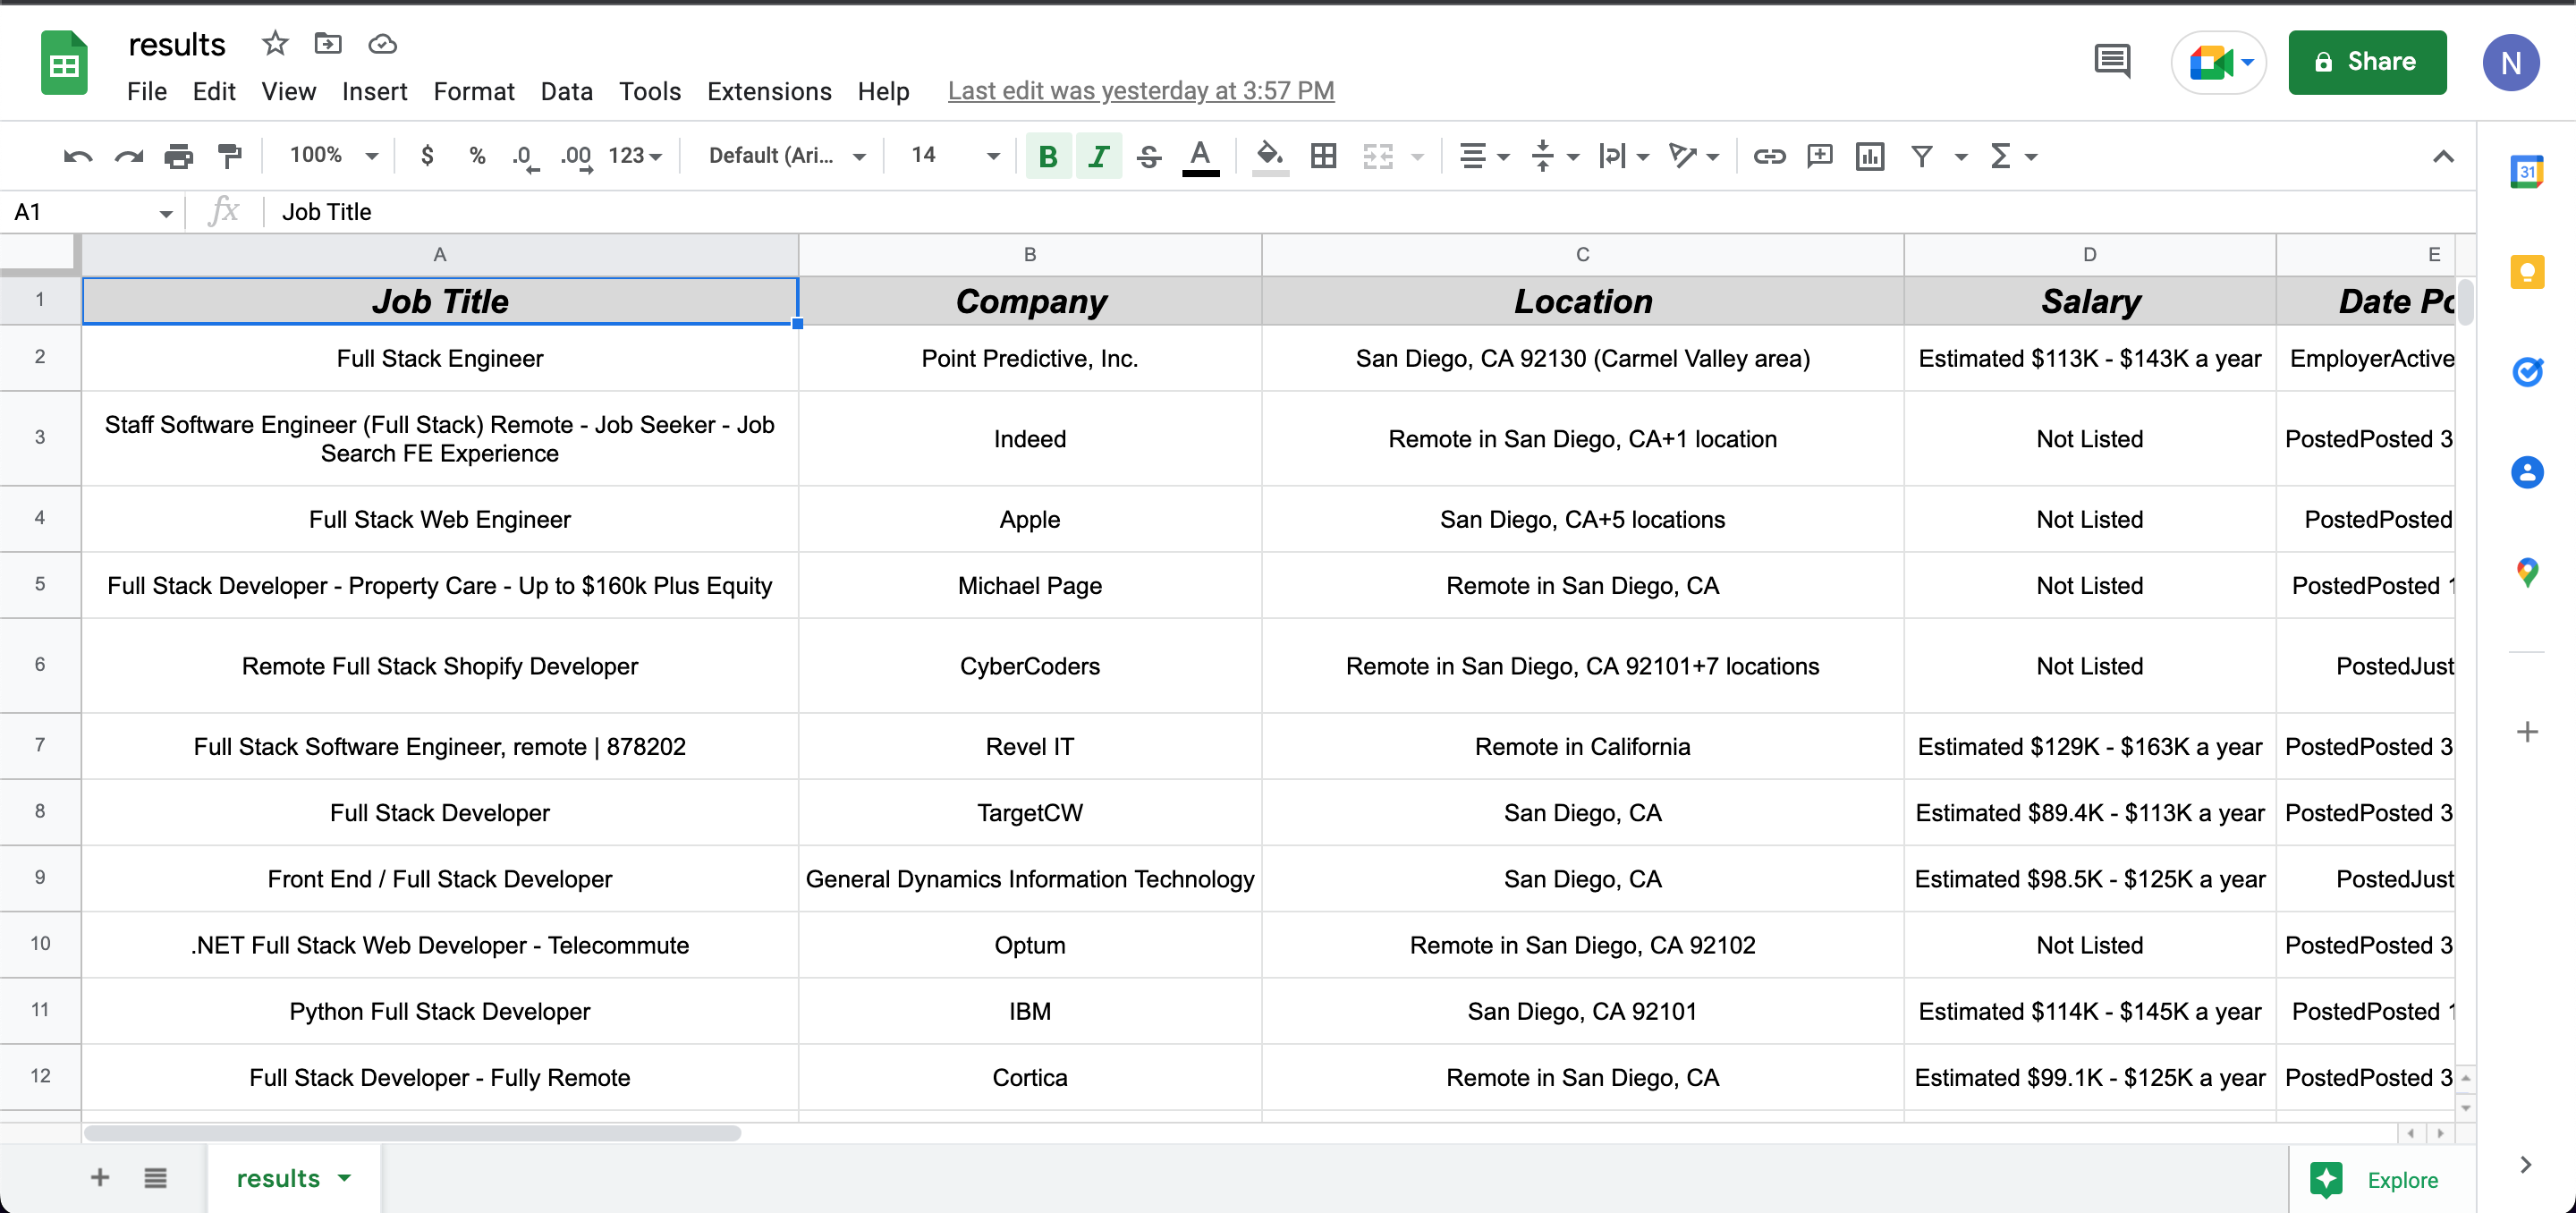 results
File Edit View Insert Format Data Tools Extensions Help Last edit was yesterday at 3:57 PM
Share
N
100% $ % .0 .00 123 Default (Ari... 14 B I S A
31
A1 fx Job Title
A B C D E
1 Job Title Company Location Salary Date Po
2 Full Stack Engineer Point Predictive, Inc. San Diego, CA 92130 (Carmel Valley area) Estimated $113K - $143K a year EmployerActive
3 Staff Software Engineer (Full Stack) Remote - Job Seeker - Job
Search FE Experience Indeed Remote in San Diego, CA+1 location Not Listed PostedPosted 3
4 Full Stack Web Engineer Apple San Diego, CA+5 locations Not Listed PostedPosted
5 Full Stack Developer - Property Care - Up to $160k Plus Equity Michael Page Remote in San Diego, CA Not Listed PostedPosted 1
6 Remote Full Stack Shopify Developer CyberCoders Remote in San Diego, CA 92101+7 locations Not Listed PostedJust
7 Full Stack Software Engineer, remote | 878202 Revel IT Remote in California Estimated $129K - $163K a year PostedPosted 3
8 Full Stack Developer TargetCW San Diego, CA Estimated $89.4K - $113K a year PostedPosted 3
9 Front End / Full Stack Developer General Dynamics Information Technology San Diego, CA Estimated $98.5K - $125K a year PostedJust
10 .NET Full Stack Web Developer - Telecommute Optum Remote in San Diego, CA 92102 Not Listed PostedPosted 3
11 Python Full Stack Developer IBM San Diego, CA 92101 Estimated $114K - $145K a year PostedPosted 1
12 Full Stack Developer - Fully Remote Cortica Remote in San Diego, CA Estimated $99.1K - $125K a year PostedPosted 3
results
Explore